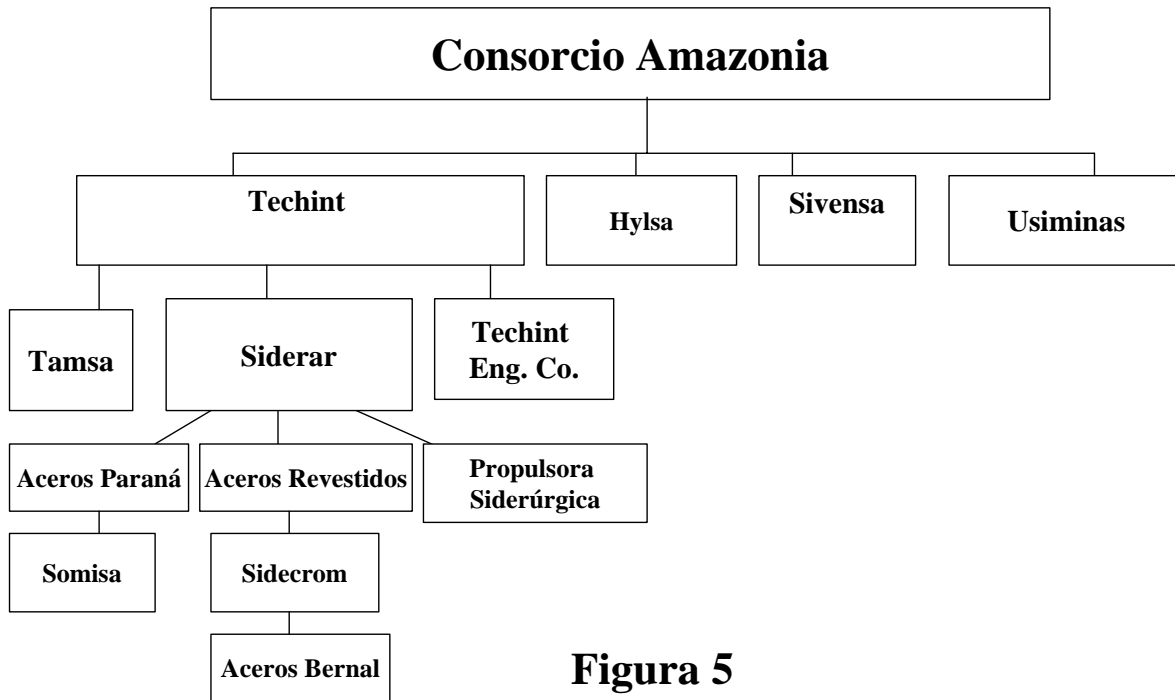 Consorcio Amazonia
Techint
Hylsa
Sivensa
Usiminas
Tamsa
Siderar
Techint
Eng. Co.
Aceros Paraná
Aceros Revestidos
Propulsora
Siderúrgica
Somisa
Sidecrom
Aceros Bernal
Figura 5